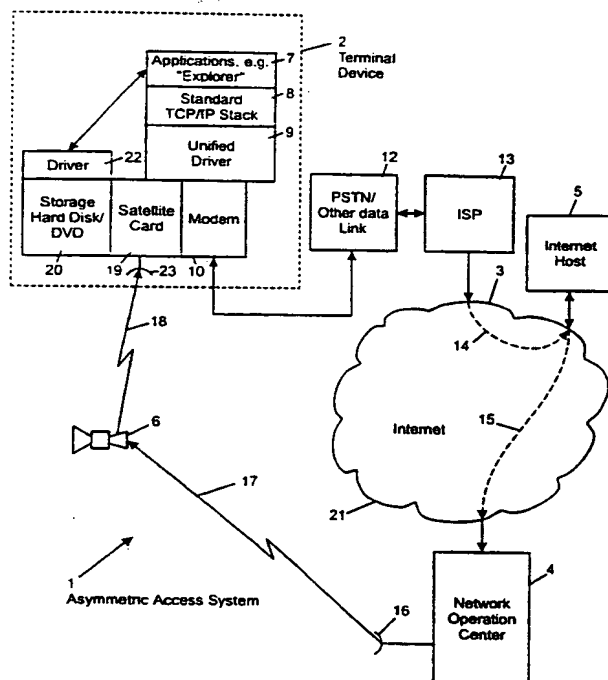 Applications, e.g.
"Explorer"
7
2
Terminal
Device
Standard
TCP/IP Stack
8
9
Unified
Driver
Driver
22
Storage
Hard Disk/
DVD
Satellite
Card
Modem
20
19
23
10
12
PSTN/
Other data
Link
13
ISP
5
Internet
Host
3
14
18
6
Internet
15
17
21
1
Asymmetric Access System
16
4
Network
Operation
Center